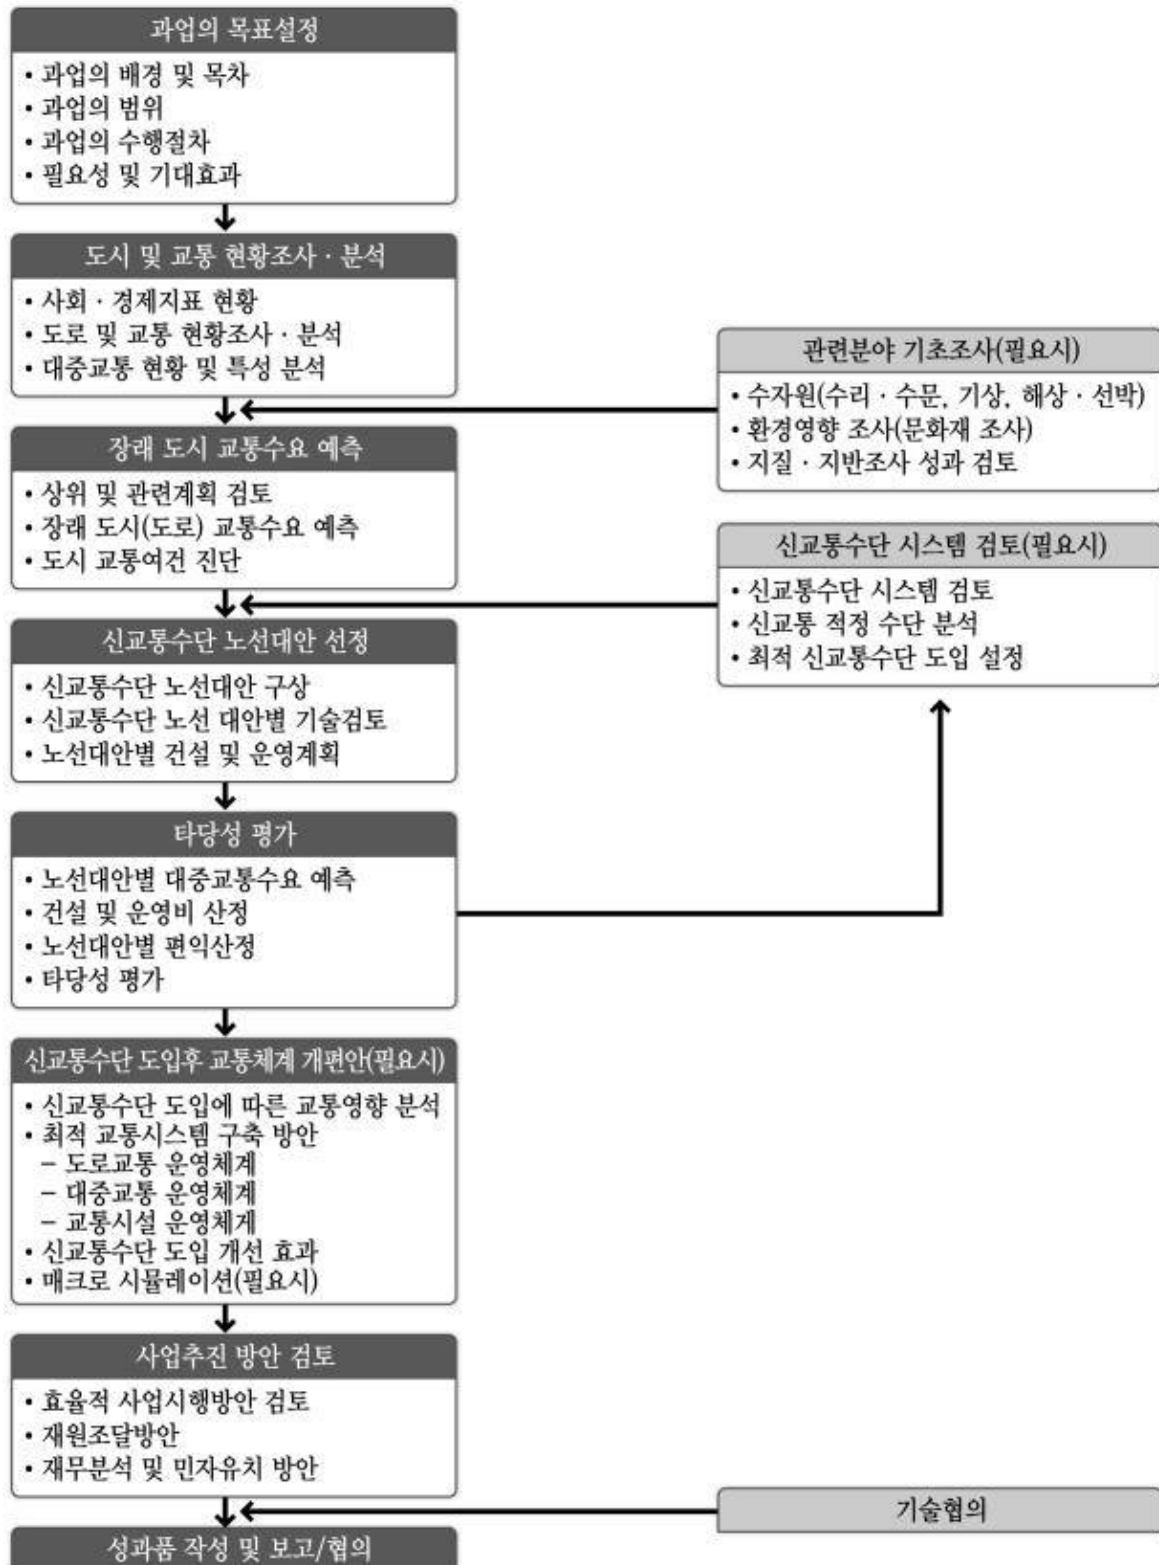 과업의 목표설정
• 과업의 배경 및 목차
• 과업의 범위
• 과업의 수행절차
• 필요성 및 기대효과
도시 및 교통 현황조사 · 분석
• 사회 · 경제지표 현황
• 도로 및 교통 현황조사 · 분석
• 대중교통 현황 및 특성 분석
관련분야 기초조사(필요시)
• 수자원(수리 · 수문, 기상, 해상 · 선박)
• 환경영향 조사(문화재 조사)
• 지질 · 지반조사 성과 검토
장래 도시 교통수요 예측
• 상위 및 관련계획 검토
• 장래 도시(도로) 교통수요 예측
• 도시 교통여건 진단
신교통수단 시스템 검토(필요시)
• 신교통수단 시스템 검토
• 신교통 적정 수단 분석
• 최적 신교통수단 도입 설정
신교통수단 노선대안 선정
• 신교통수단 노선대안 구상
• 신교통수단 노선 대안별 기술검토
• 노선대안별 건설 및 운영계획
타당성 평가
• 노선대안별 대중교통수요 예측
• 건설 및 운영비 산정
• 노선대안별 편익산정
• 타당성 평가
신교통수단 도입후 교통체계 개편안(필요시)
• 신교통수단 도입에 따른 교통영향 분석
• 최적 교통시스템 구축 방안
– 도로교통 운영체계
– 대중교통 운영체계
– 교통시설 운영체게
• 신교통수단 도입 개선 효과
• 매크로 시뮬레이션(필요시)
사업추진 방안 검토
• 효율적 사업시행방안 검토
• 재원조달방안
• 재무분석 및 민자유치 방안
기술협의
성과품 작성 및 보고/협의